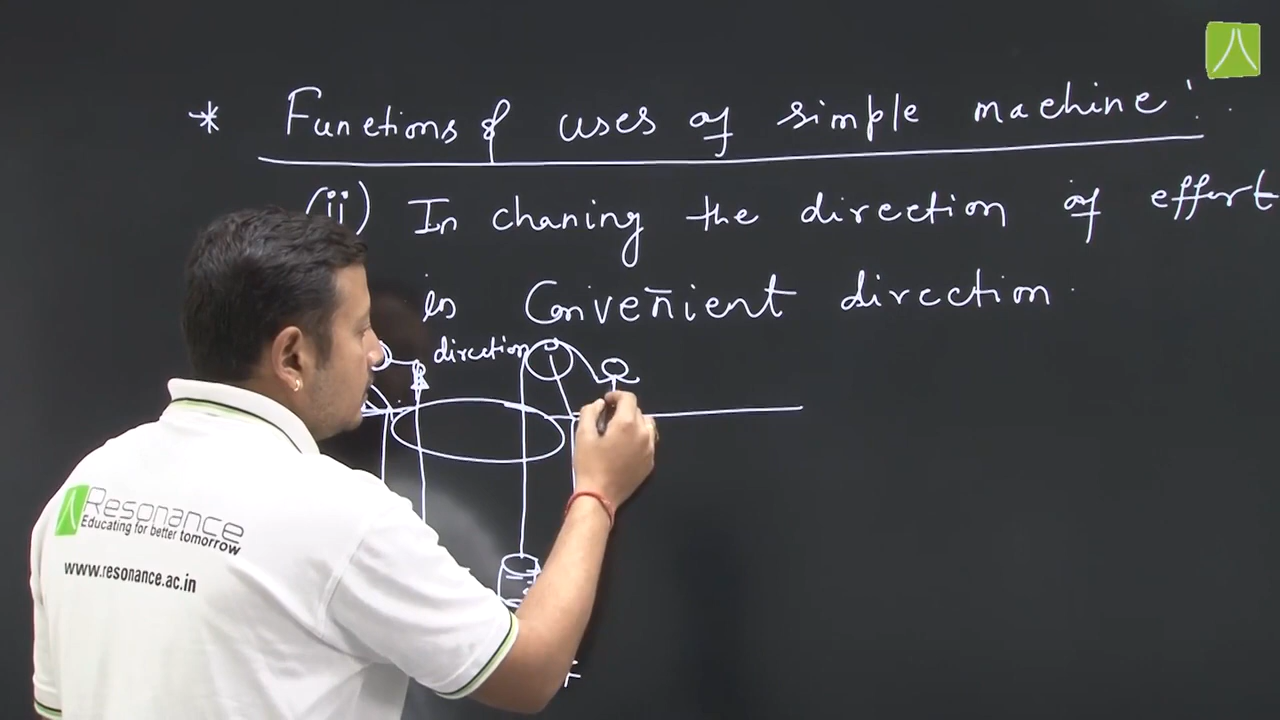 * Functions & uses of simple machine :
(ii) In chaning the direction of effort
in Convenient direction.
direction
Resonance
Educating for better tomorrow
www.resonance.ac.in